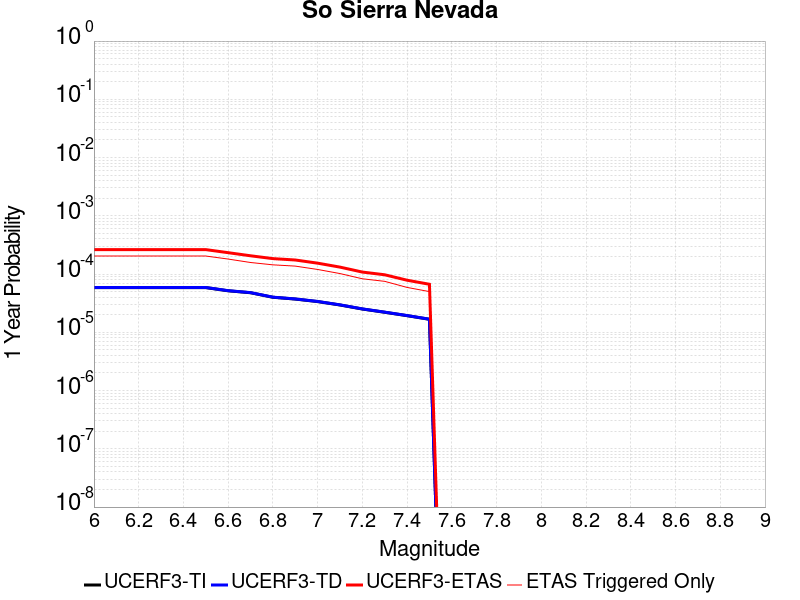 So Sierra Nevada
10^0
10^-1
10^-2
10^-3
10^-4
10^-5
10^-6
10^-7
10^-8
1 Year Probability
6 6.2 6.4 6.6 6.8 7 7.2 7.4 7.6 7.8 8 8.2 8.4 8.6 8.8 9
Magnitude
UCERF3-TI UCERF3-TD UCERF3-ETAS ETAS Triggered Only